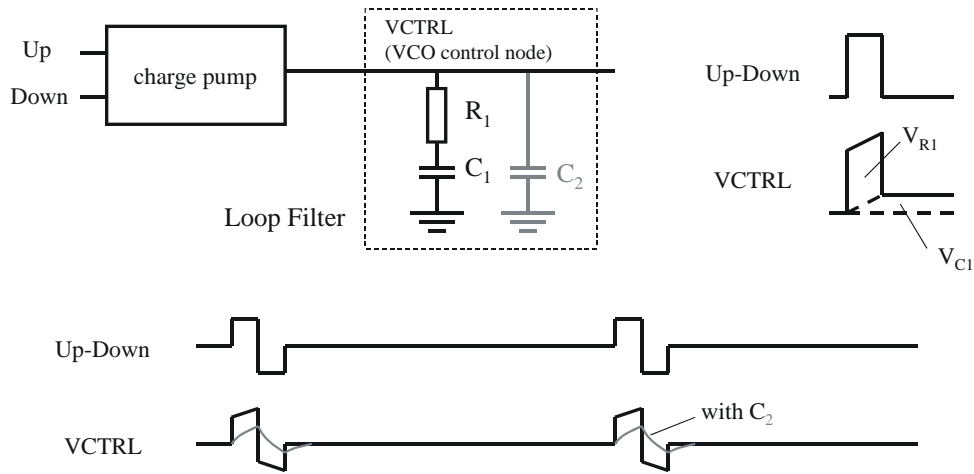 VCTRL
(VCO control node)
Up
Down
charge pump
R1
C1
C2
Loop Filter
Up-Down
VR1
VCTRL
VC1
Up-Down
with C2
VCTRL